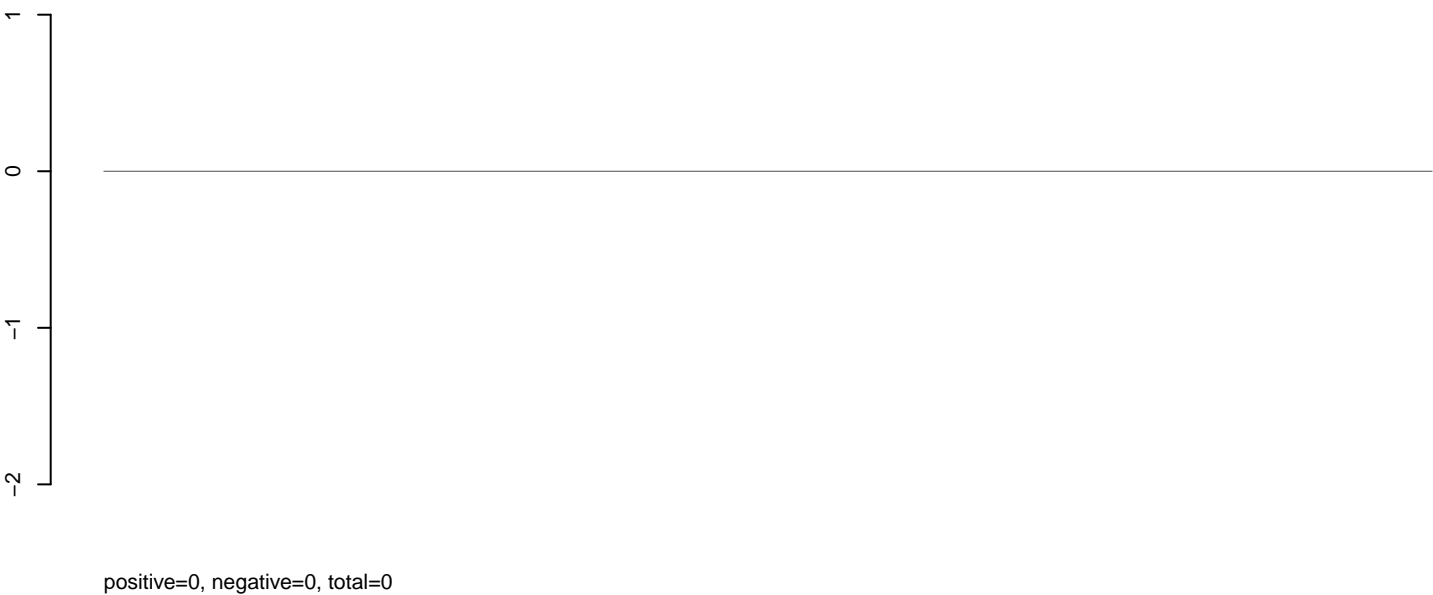 1
0
−1
−2
positive=0, negative=0, total=0